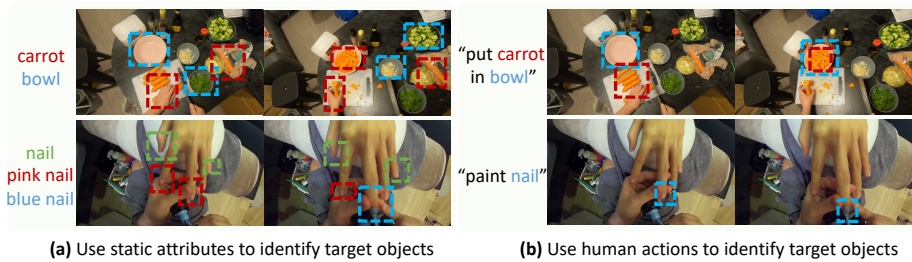 carrot
bowl
"put carrot
in bowl"
nail
pink nail
blue nail
"paint nail"
(a) Use static attributes to identify target objects
(b) Use human actions to identify target objects